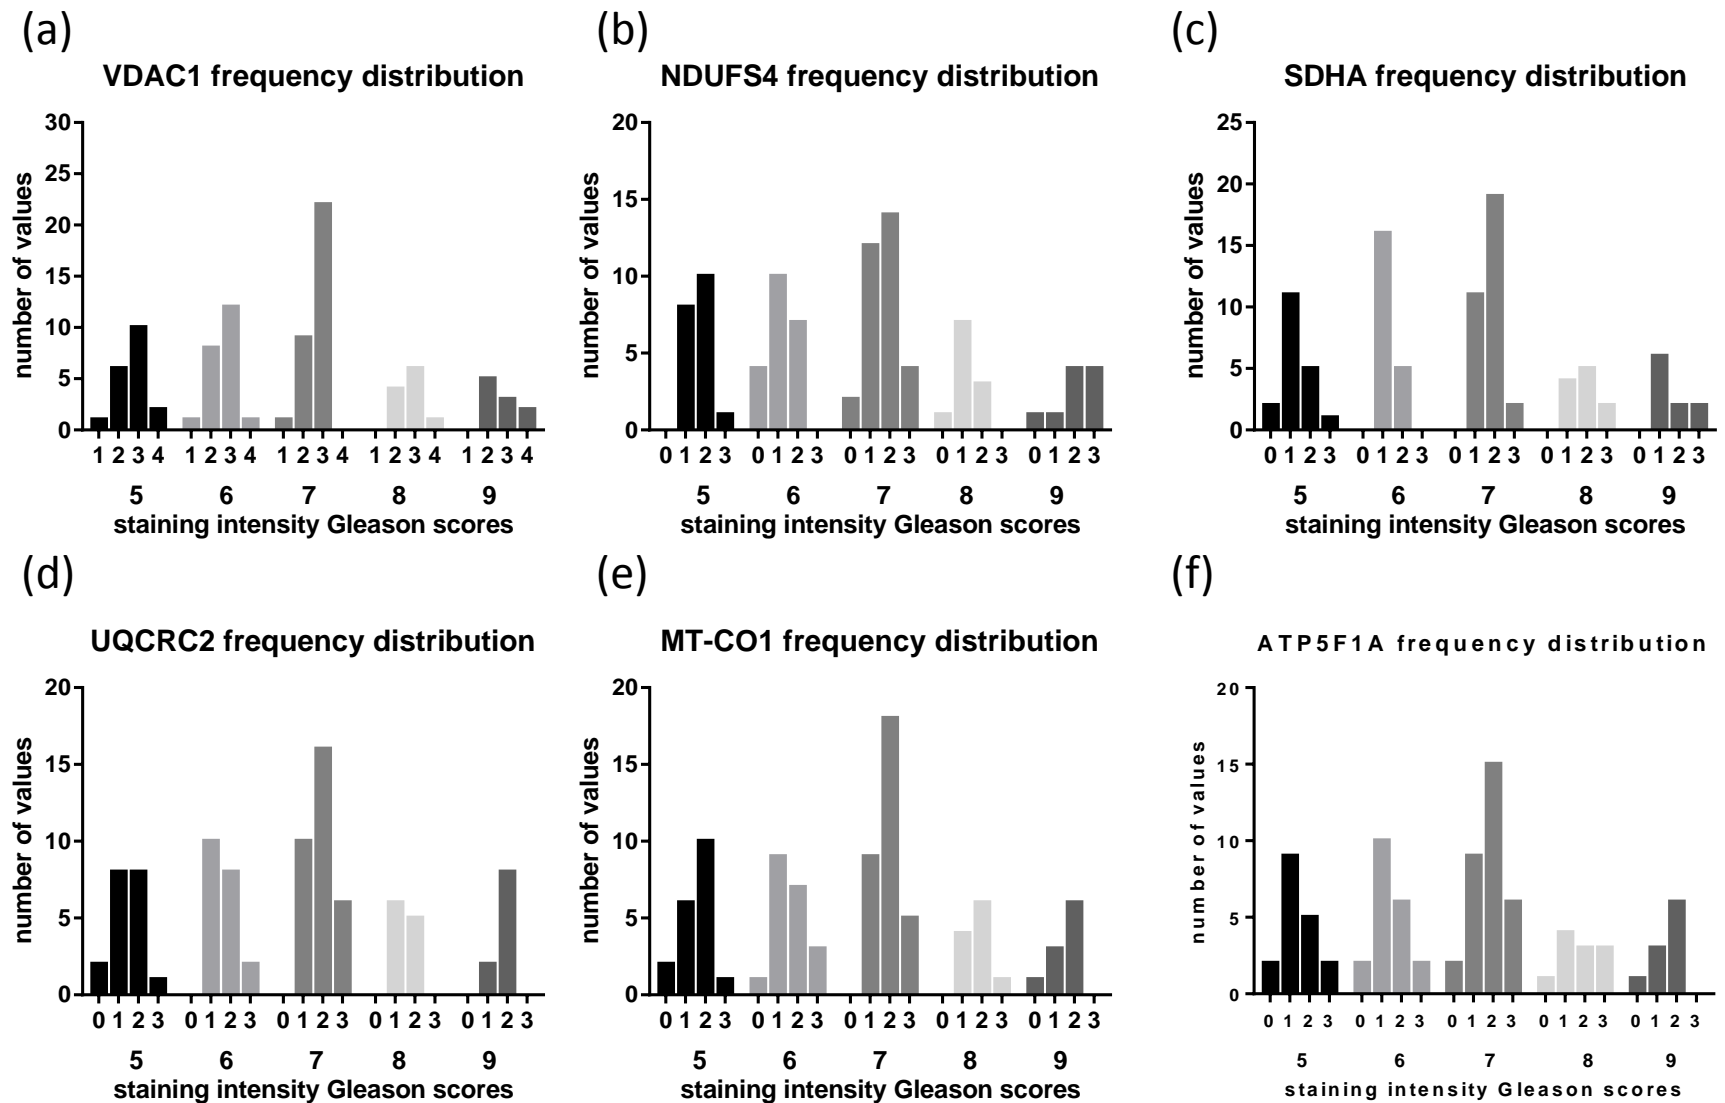 (a)
VDAC1 frequency distribution
30
25
20
15
10
5
0
number of values
1 2 3 4 1 2 3 4 1 2 3 4 1 2 3 4 1 2 3 4
5 6 7 8 9
staining intensity Gleason scores
(b)
NDUFS4 frequency distribution
20
15
10
5
0
number of values
0 1 2 3 0 1 2 3 0 1 2 3 0 1 2 3 0 1 2 3
5 6 7 8 9
staining intensity Gleason scores
(c)
SDHA frequency distribution
25
20
15
10
5
0
number of values
0 1 2 3 0 1 2 3 0 1 2 3 0 1 2 3 0 1 2 3
5 6 7 8 9
staining intensity Gleason scores
(d)
UQCRC2 frequency distribution
20
15
10
5
0
number of values
0 1 2 3 0 1 2 3 0 1 2 3 0 1 2 3 0 1 2 3
5 6 7 8 9
staining intensity Gleason scores
(e)
MT-CO1 frequency distribution
20
15
10
5
0
number of values
0 1 2 3 0 1 2 3 0 1 2 3 0 1 2 3 0 1 2 3
5 6 7 8 9
staining intensity Gleason scores
(f)
ATP5F1A frequency distribution
20
15
10
5
0
number of values
0 1 2 3 0 1 2 3 0 1 2 3 0 1 2 3 0 1 2 3
5 6 7 8 9
staining intensity Gleason scores